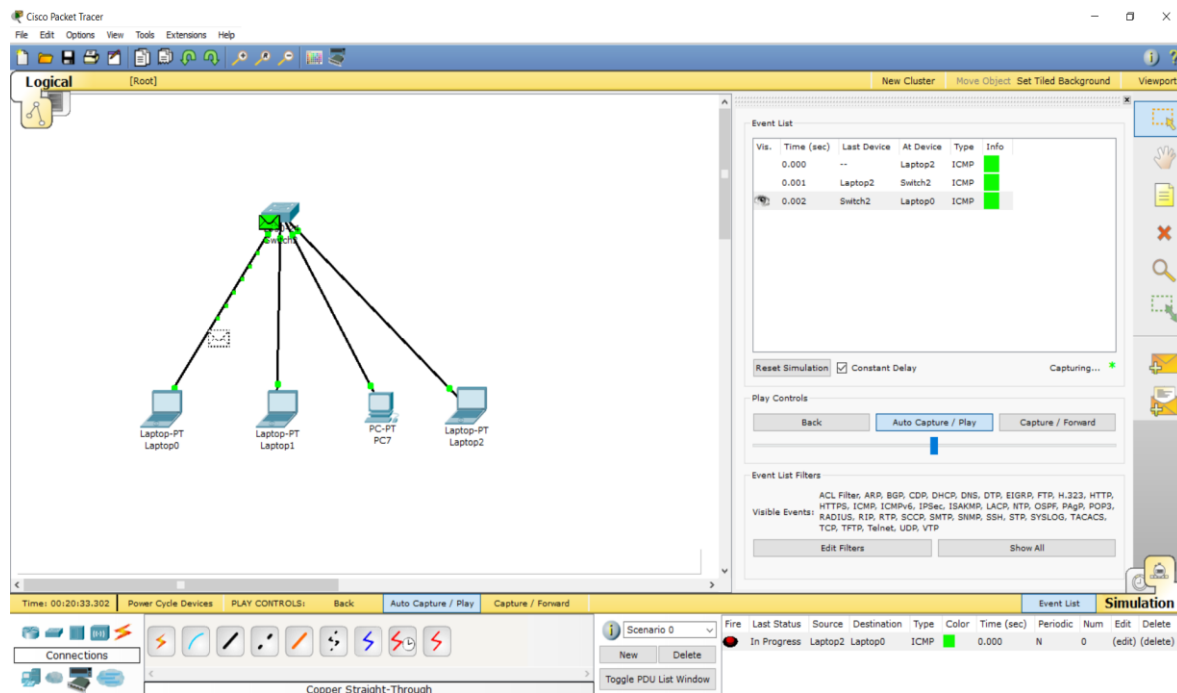 Cisco Packet Tracer
File Edit Options View Tools Extensions Help
Logical [Root] New Cluster Move Object Set Tiled Background Viewport
Event List
Vis. Time (sec) Last Device At Device Type Info
0.000 -- Laptop2 ICMP
0.001 Laptop2 Switch2 ICMP
0.002 Switch2 Laptop0 ICMP
Reset Simulation Constant Delay Capturing... *
Play Controls
Back Auto Capture / Play Capture / Forward
Event List Filters
Visible Events: ACL Filter, ARP, BGP, CDP, DHCP, DNS, DTP, EIGRP, FTP, H.323, HTTP,
HTTPS, ICMP, ICMPv6, IPSec, ISAKMP, LACP, NTP, OSPF, PAgP, POP3,
RADIUS, RIP, RTP, SCCP, SMTP, SNMP, SSH, STP, SYSLOG, TACACS,
TCP, TFTP, Telnet, UDP, VTP
Edit Filters Show All
Laptop-PT
Laptop0
Laptop-PT
Laptop1
PC-PT
PC7
Laptop-PT
Laptop2
Time: 00:20:33.302 Power Cycle Devices PLAY CONTROLS: Back Auto Capture / Play Capture / Forward Event List Simulation
Connections
Copper Straight-Through
Scenario 0
New Delete
Toggle PDU List Window
Fire Last Status Source Destination Type Color Time (sec) Periodic Num Edit Delete
In Progress Laptop2 Laptop0 ICMP 0.000 N 0 (edit) (delete)